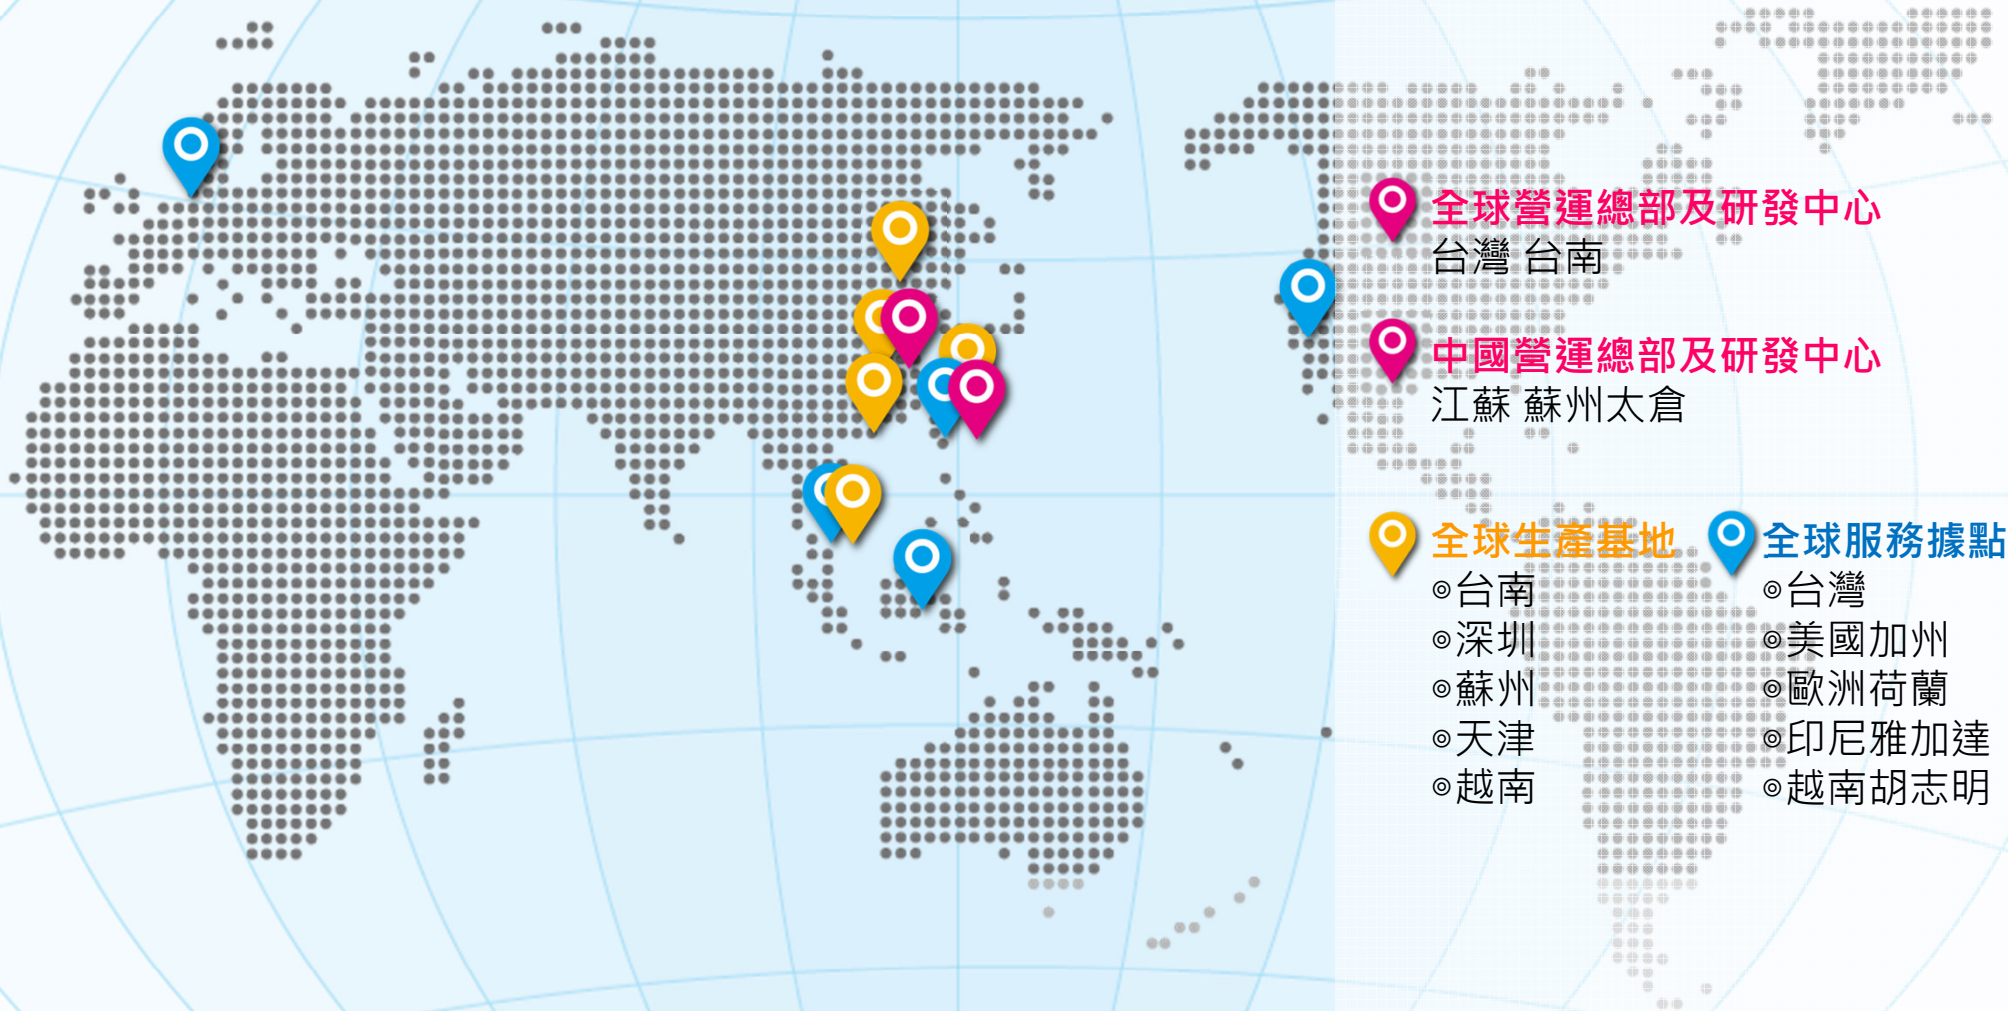 全球營運總部及研發中心
台灣 台南
中國營運總部及研發中心
江蘇 蘇州太倉
全球生產基地
◎台南
◎深圳
◎蘇州
◎天津
◎越南
全球服務據點
◎台灣
◎美國加州
◎歐洲荷蘭
◎印尼雅加達
◎越南胡志明